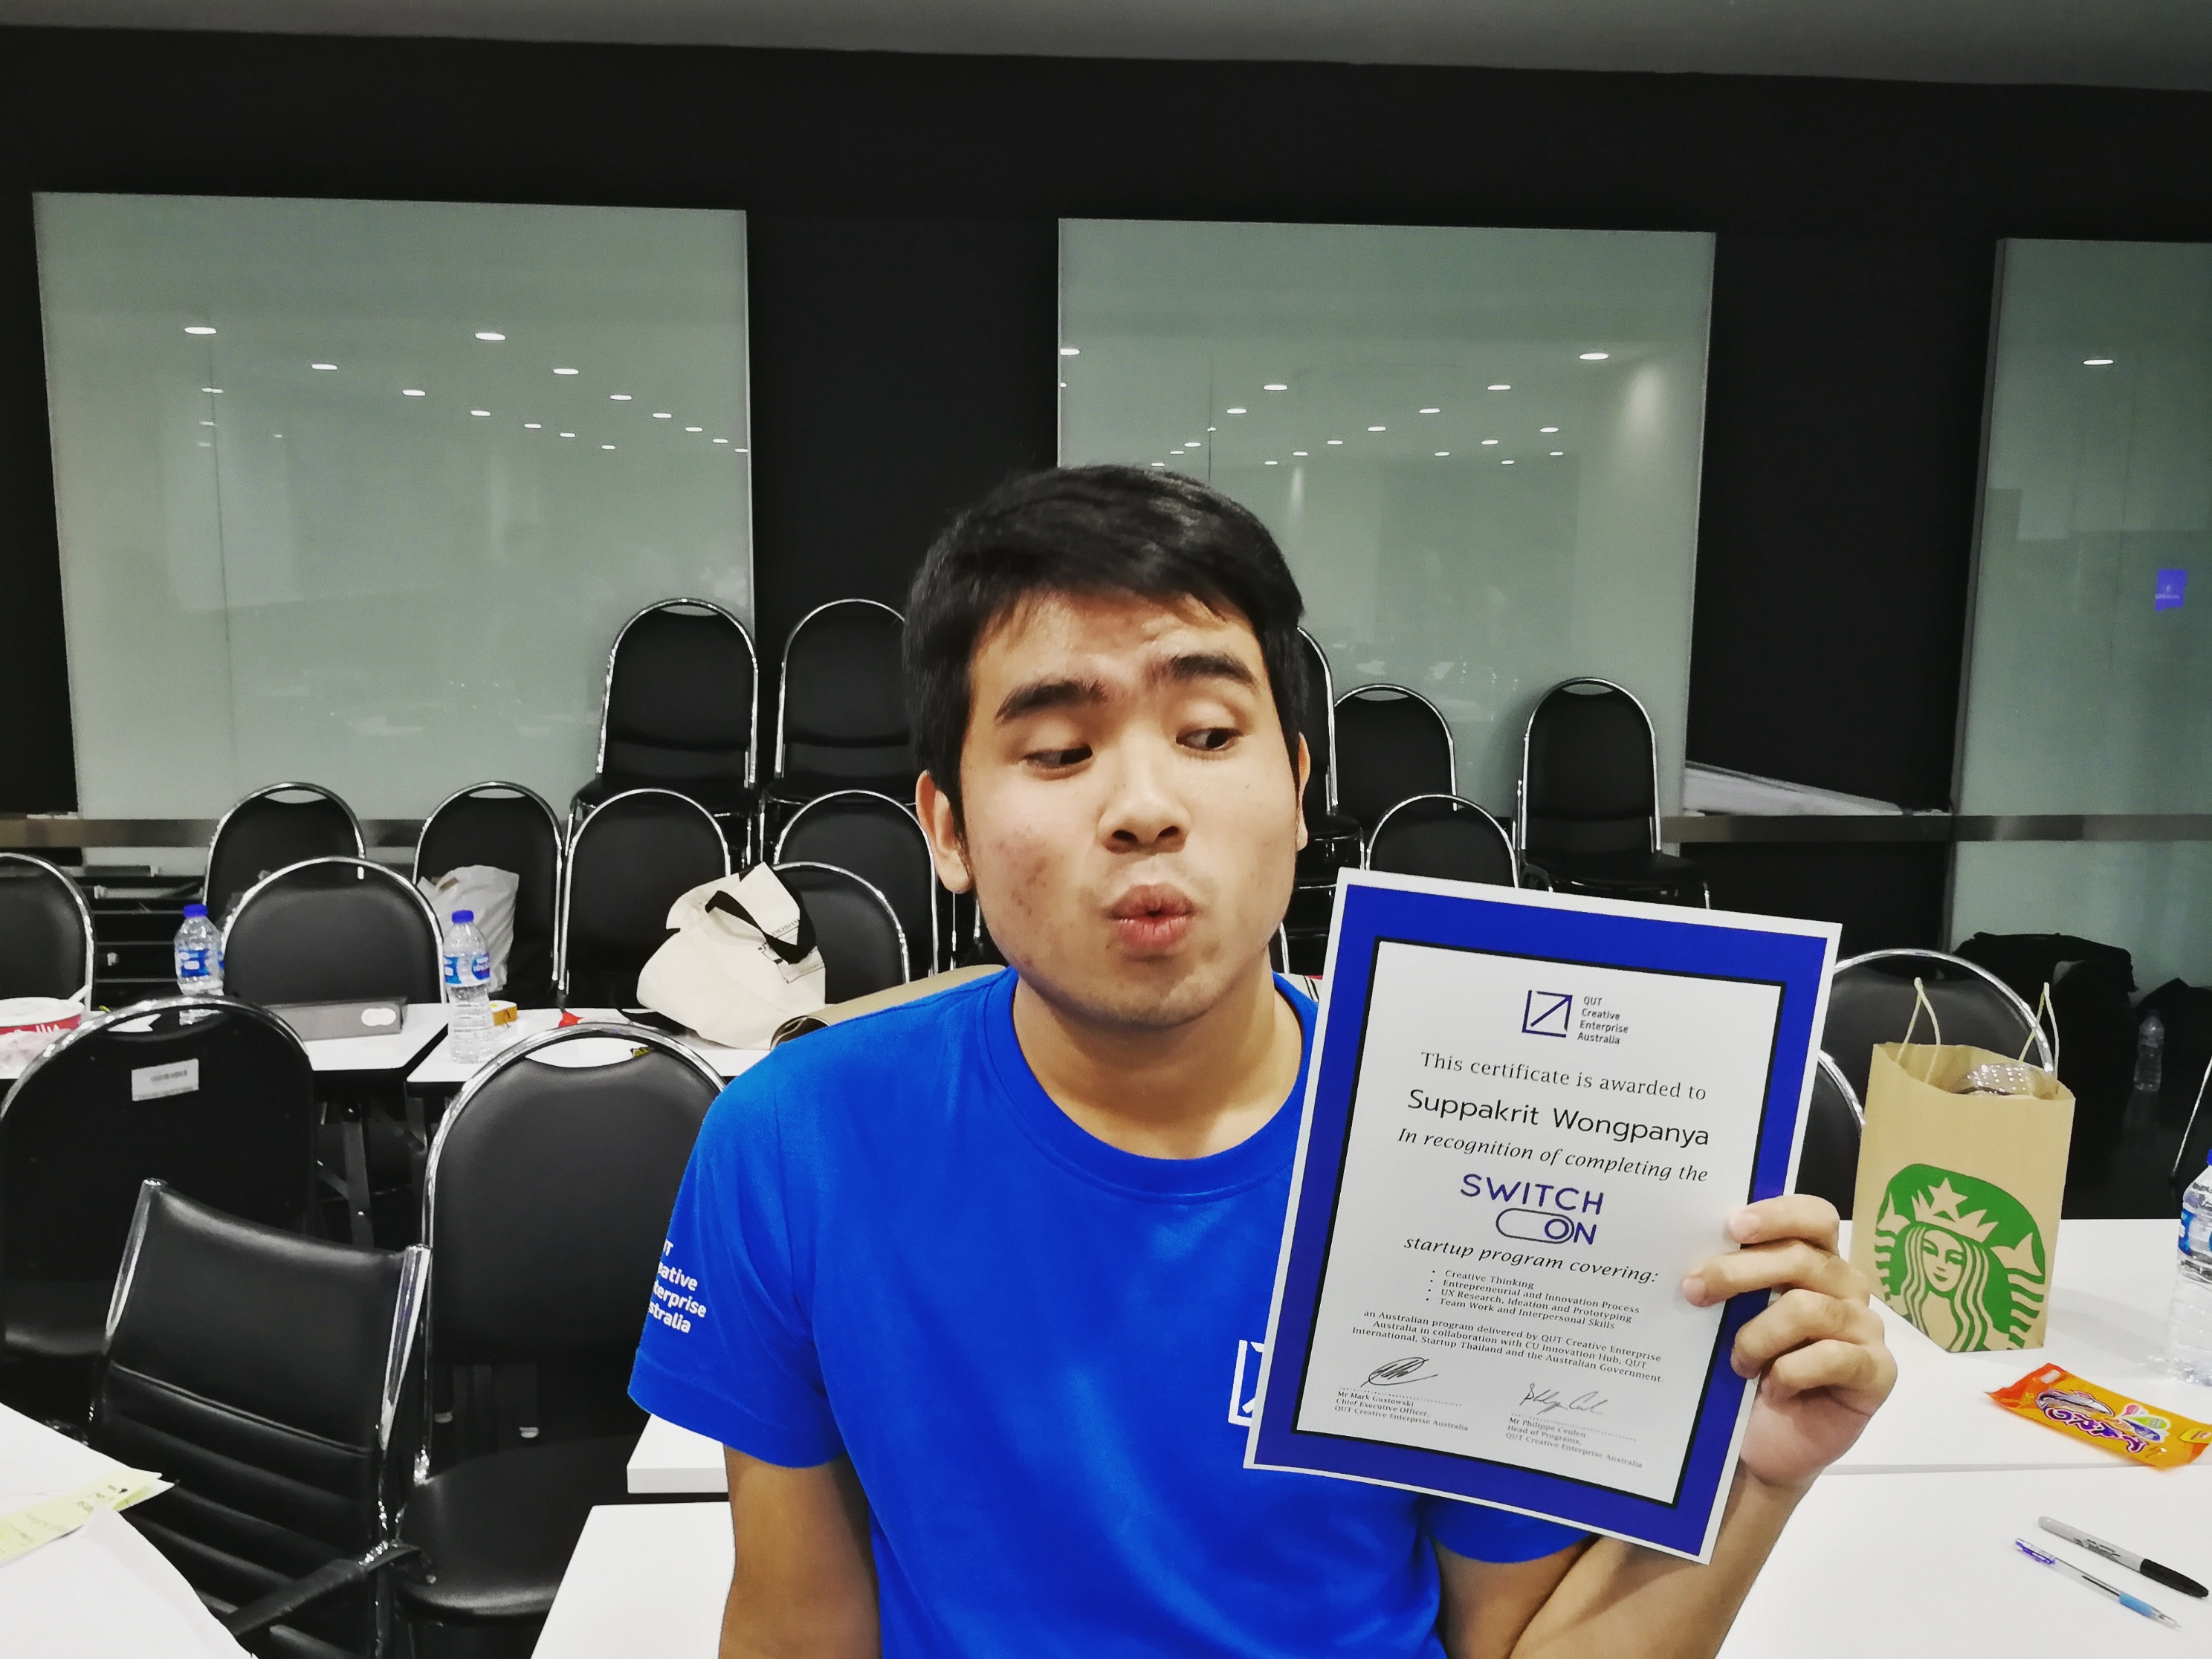 QUT
Creative
Enterprise
Australia
This certificate is awarded to
Suppakrit Wongpanya
In recognition of completing the
SWITCH
ON
startup program covering:
• Creative Thinking
• Entrepreneurial and Innovation Process
• UX Research, Ideation and Prototyping
• Team Work and Interpersonal Skills
an Australian program delivered by QUT Creative Enterprise
Australia in collaboration with CU Innovation Hub, QUT
International, Startup Thailand and the Australian Government
Mr Mark Gustowski
Chief Executive Officer,
QUT Creative Enterprise Australia
Mr Philippe Ceulen
Head of Programs,
QUT Creative Enterprise Australia